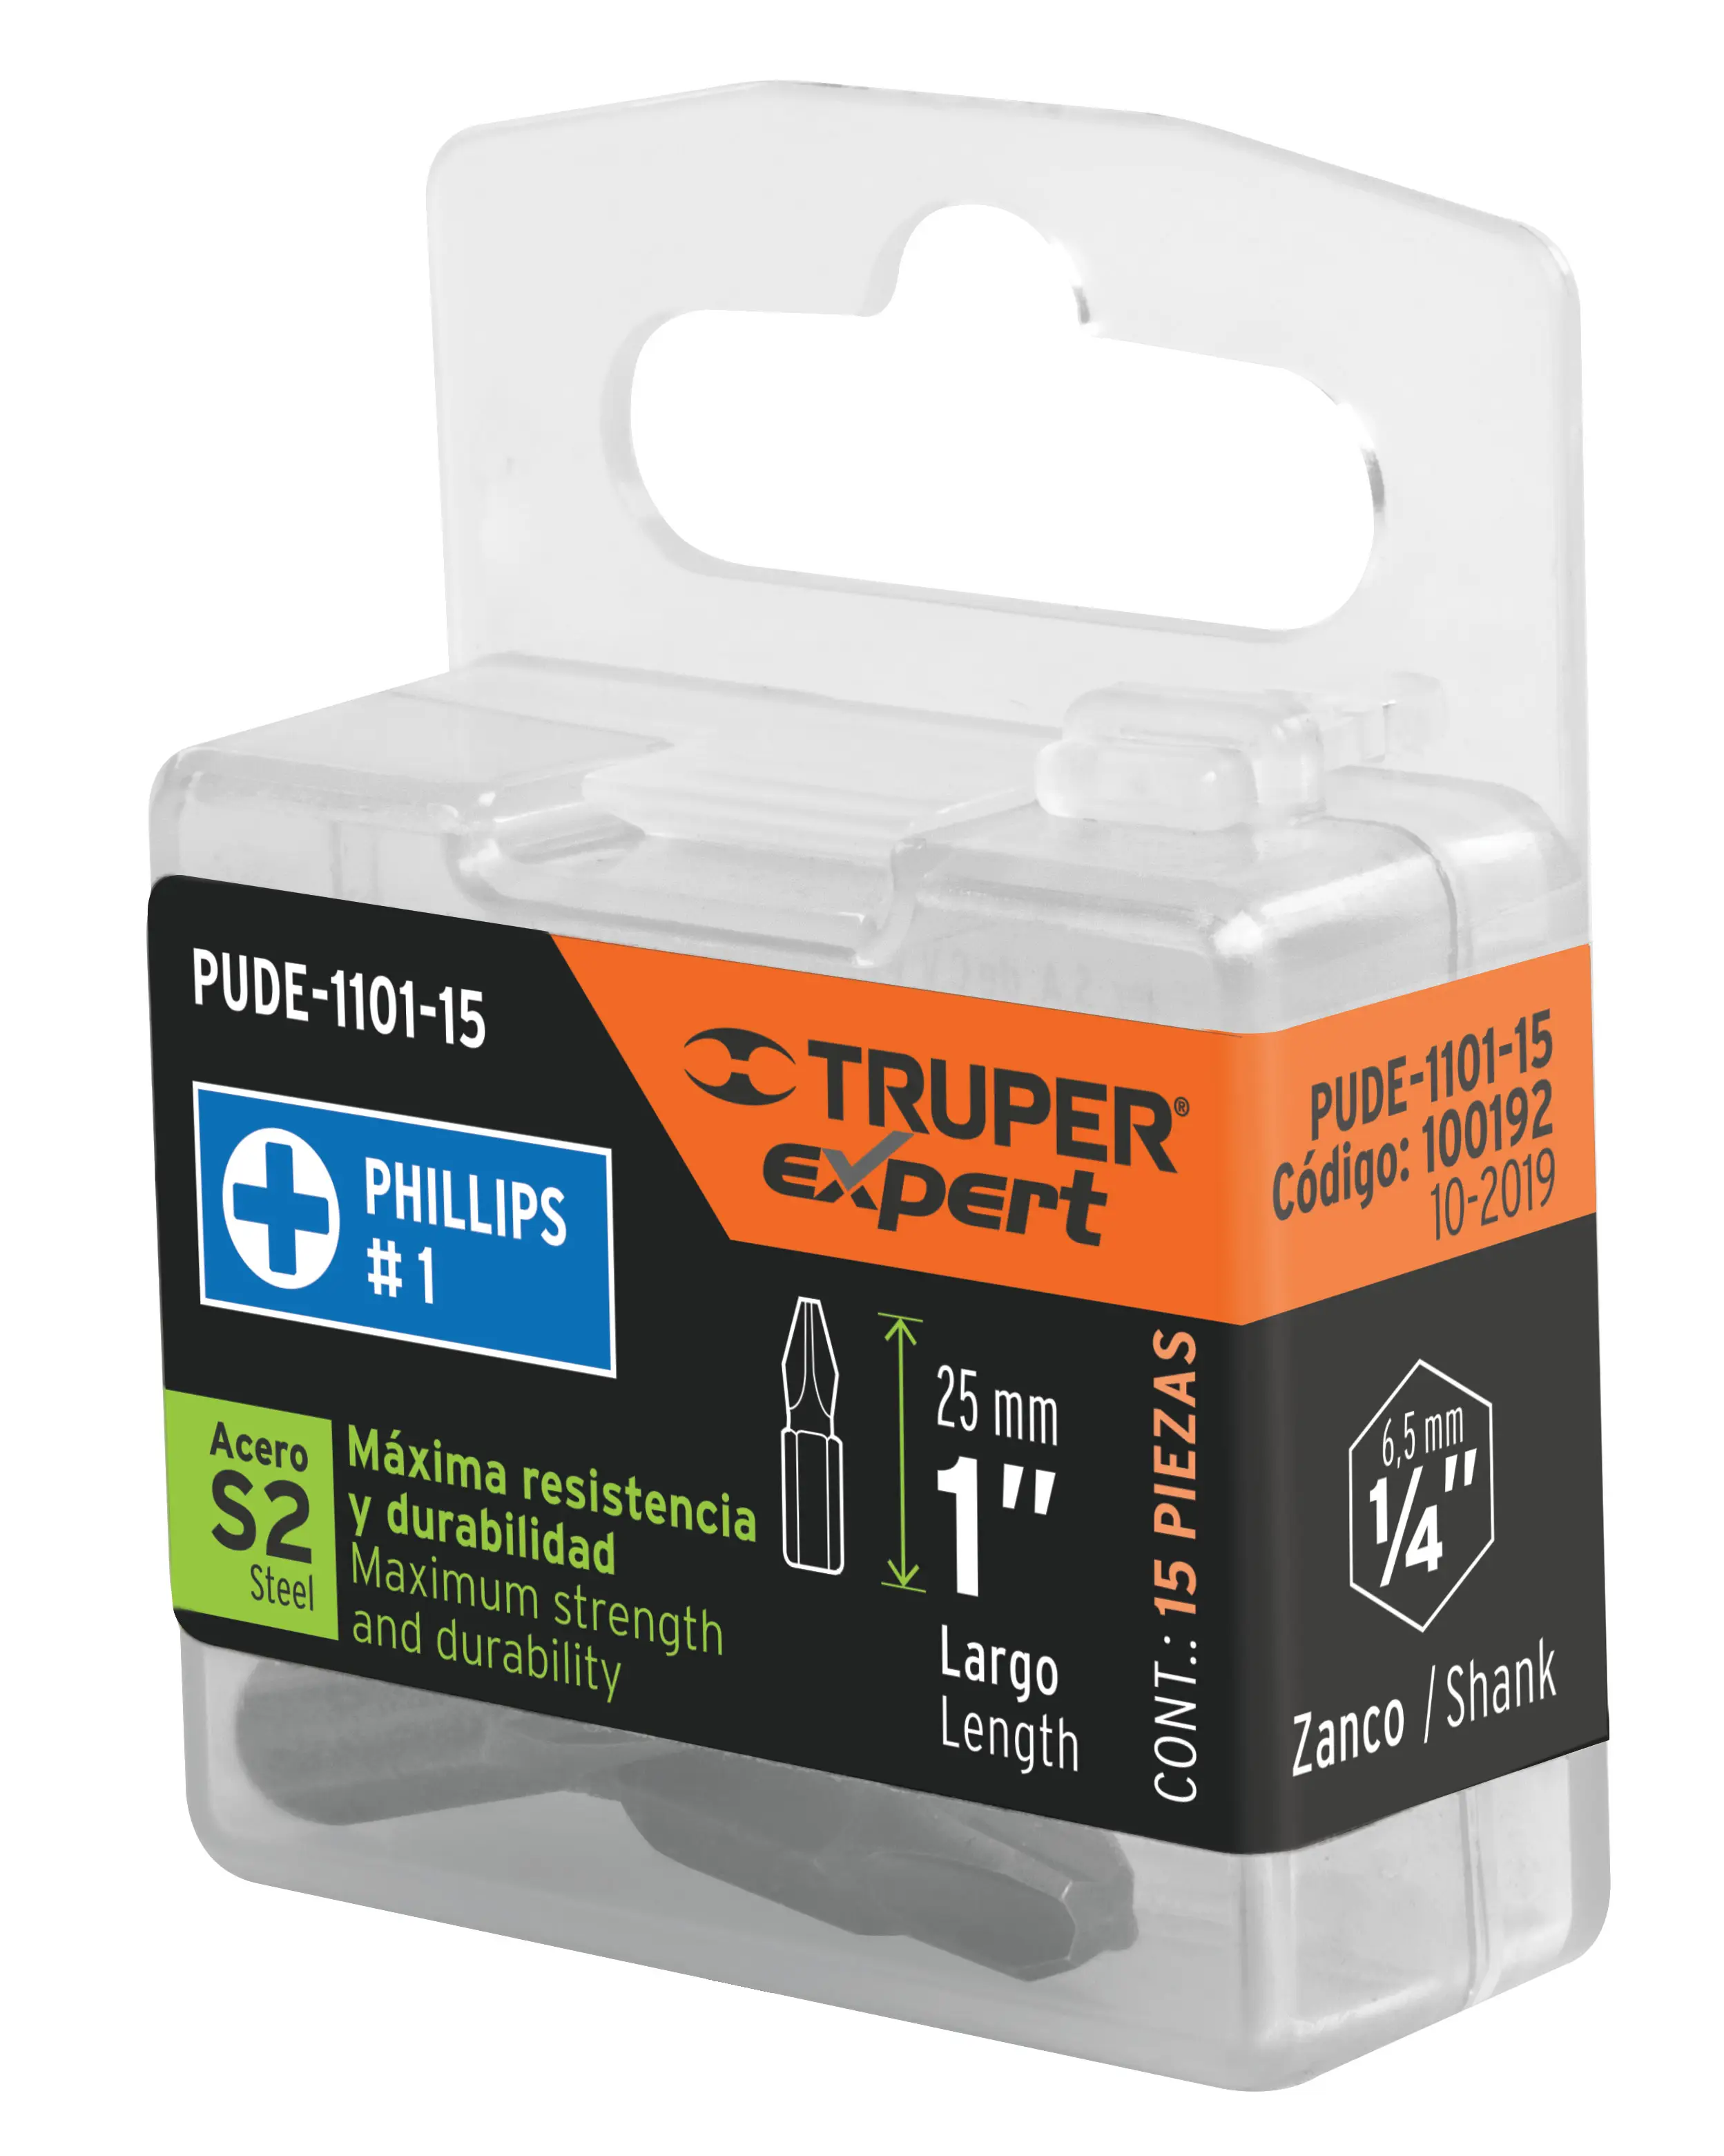 PUDE-1101-15
TRUPER®
expert
PHILLIPS
# 1
Acero
S2
Steel
Máxima resistencia
y durabilidad
Maximum strength
and durability
25 mm
1"
Largo
Length
CONT.: 15 PIEZAS
PUDE-1101-15
Código: 100192
10-2019
6,5 mm
1/4"
Zanco / Shank